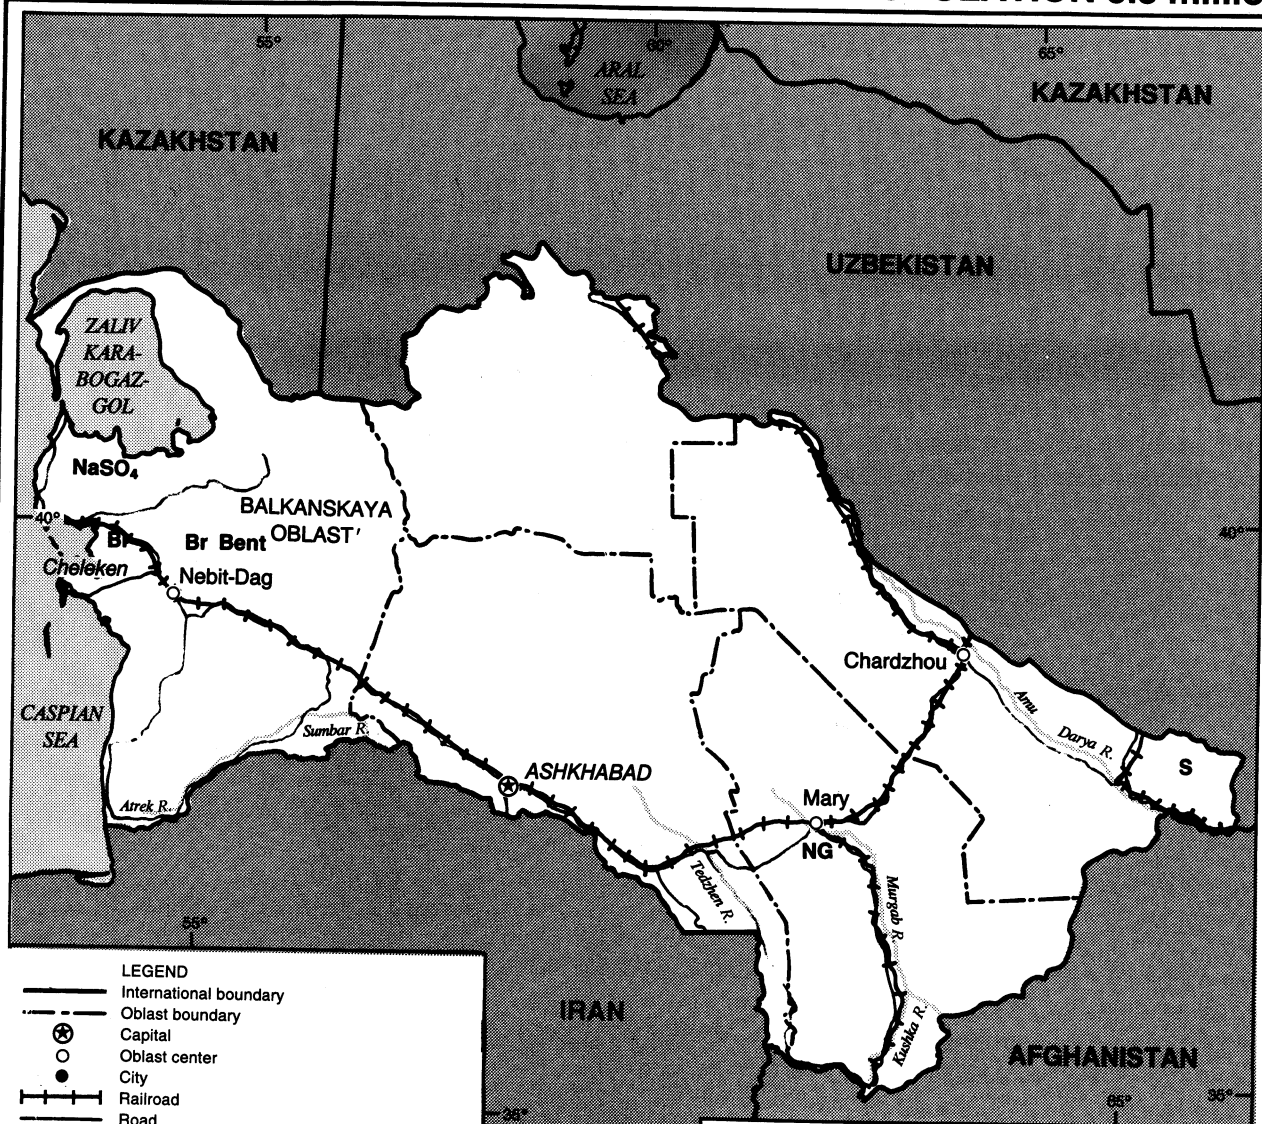 55°
60°
65°
ARAL
SEA
KAZAKHSTAN
KAZAKHSTAN
UZBEKISTAN
ZALIV
KARA-
BOGAZ-
GOL
NaSO₄
40°
40°
BALKANSKAYA
OBLAST'
Br
Br Bent
Cheleken
Nebit-Dag
Chardzhou
CASPIAN
SEA
Sumbar R.
Amu
Darya R.
S
ASHKHABAD
Atrek R.
Mary
NG
Tedzhen R.
Murgab R.
55°
LEGEND
International boundary
Oblast boundary
Capital
Oblast center
City
Railroad
Road
IRAN
Kushka R.
AFGHANISTAN
35°
35°
65°